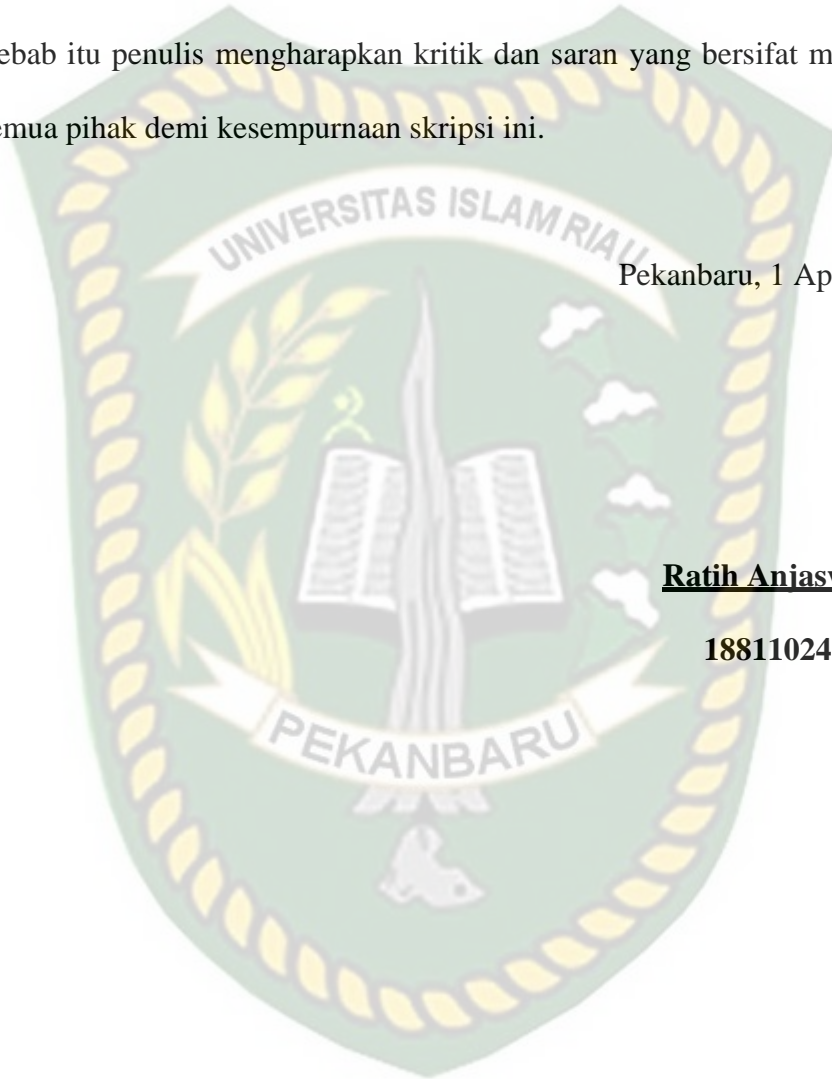 ebab itu penulis mengharapkan kritik dan saran yang bersifat m
emua pihak demi kesempurnaan skripsi ini.
UNIVERSITAS ISLAM RIAU
Pekanbaru, 1 Ap
Ratih Anjas
18811024
PEKANBARU